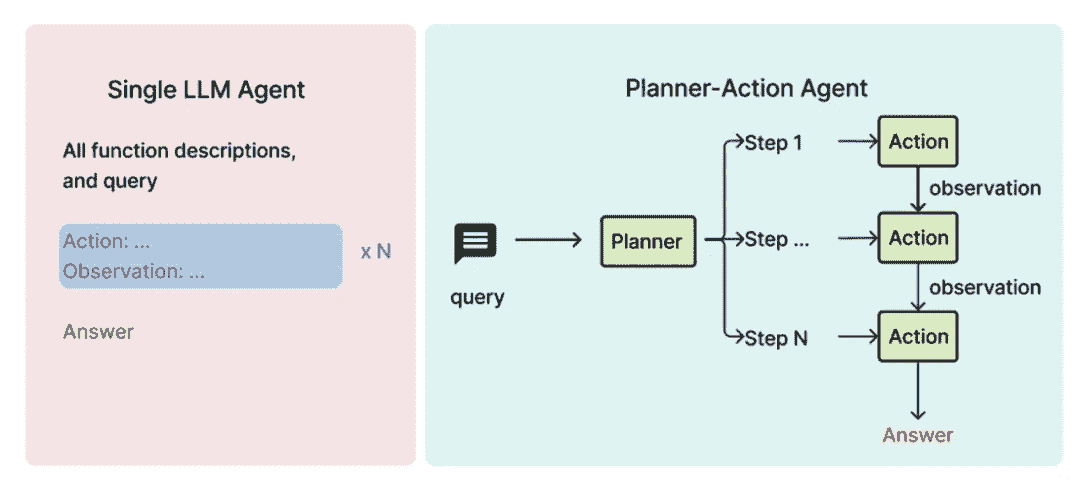 Single LLM Agent
All function descriptions,
and query
Action: ...
Observation: ...
x N
Answer
Planner-Action Agent
query
Planner
Step 1
Action
observation
Step ...
Action
observation
Step N
Action
Answer